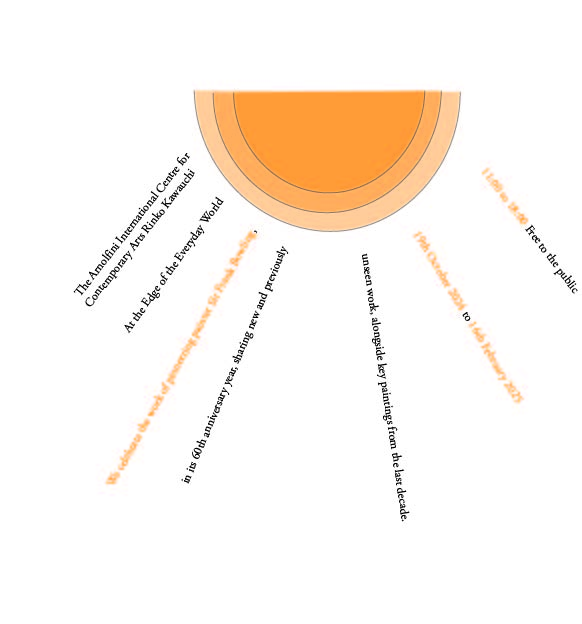 The Arnolfini International Centre for
Contemporary Arts Rinko Kawauchi
At the Edge of the Everyday World
We celebrate the work of pioneering painter Sir Frank Bowling,
in its 60th anniversary year, sharing new and previously
unseen work, alongside key paintings from the last decade.
19th October 2024 to 16th February 2025
11:00 to 18:00 Free to the public